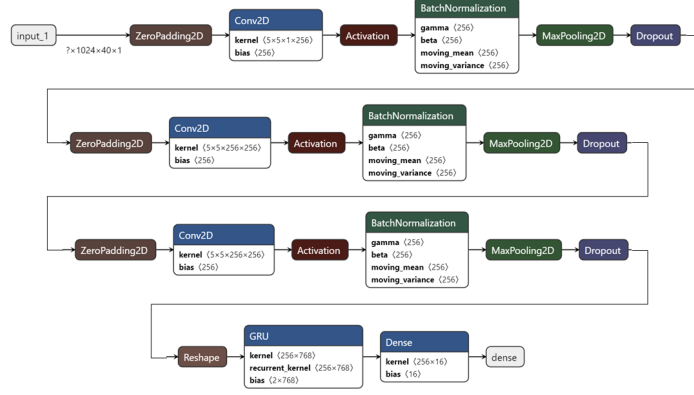 input_1
?×1024×40×1
ZeroPadding2D
Conv2D
kernel ⟨5×5×1×256⟩
bias ⟨256⟩
Activation
BatchNormalization
gamma ⟨256⟩
beta ⟨256⟩
moving_mean ⟨256⟩
moving_variance ⟨256⟩
MaxPooling2D
Dropout
ZeroPadding2D
Conv2D
kernel ⟨5×5×256×256⟩
bias ⟨256⟩
Activation
BatchNormalization
gamma ⟨256⟩
beta ⟨256⟩
moving_mean ⟨256⟩
moving_variance ⟨256⟩
MaxPooling2D
Dropout
ZeroPadding2D
Conv2D
kernel ⟨5×5×256×256⟩
bias ⟨256⟩
Activation
BatchNormalization
gamma ⟨256⟩
beta ⟨256⟩
moving_mean ⟨256⟩
moving_variance ⟨256⟩
MaxPooling2D
Dropout
Reshape
GRU
kernel ⟨256×768⟩
recurrent_kernel ⟨256×768⟩
bias ⟨2×768⟩
Dense
kernel ⟨256×16⟩
bias ⟨16⟩
dense